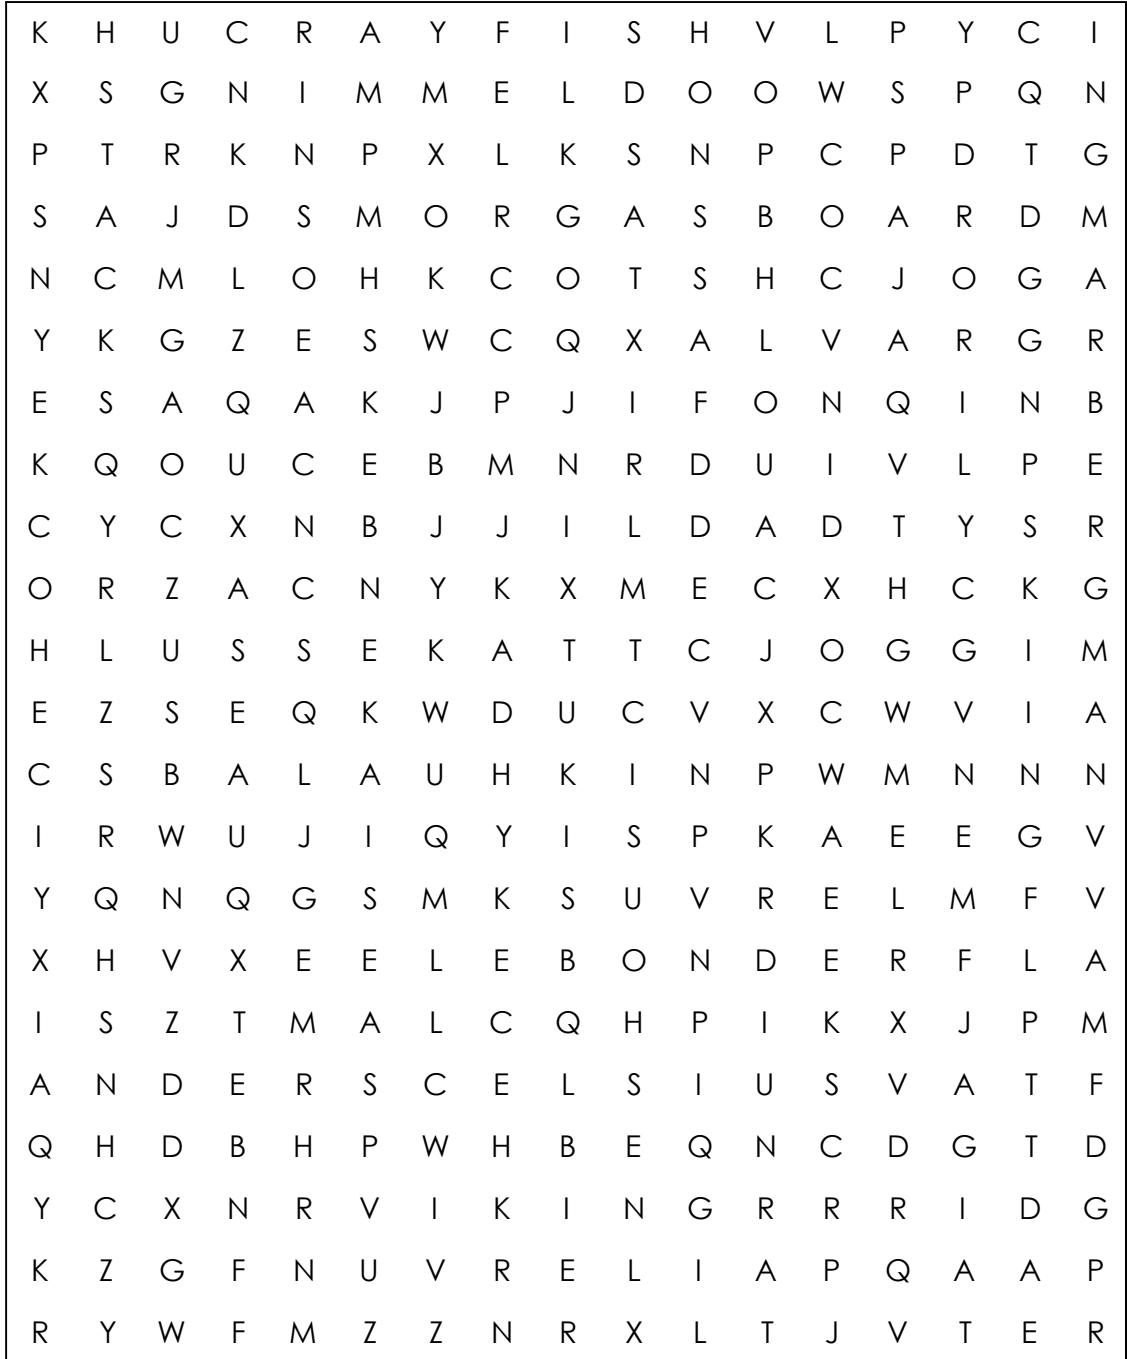 K H U C R A Y F I S H V L P Y C I
X S G N I M M E L D O O W S P Q N
P T R K N P X L K S N P C P D T G
S A J D S M O R G A S B O A R D M
N C M L O H K C O T S H C J O G A
Y K G Z E S W C Q X A L V A R G R
E S A Q A K J P J I F O N Q I N B
K Q O U C E B M N R D U I V L P E
C Y C X N B J J I L D A D T Y S R
O R Z A C N Y K X M E C X H C K G
H L U S S E K A T T C J O G G I M
E Z S E Q K W D U C V X C W V I A
C S B A L A U H K I N P W M N N N
I R W U J I Q Y I S P K A E E G V
Y Q N Q G S M K S U V R E L M F V
X H V X E E L E B O N D E R F L A
I S Z T M A L C Q H P I K X J P M
A N D E R S C E L S I U S V A T F
Q H D B H P W H B E Q N C D G T D
Y C X N R V I K I N G R R R I D G
K Z G F N U V R E L I A P Q A A P
R Y W F M Z Z N R X L T J V T E R